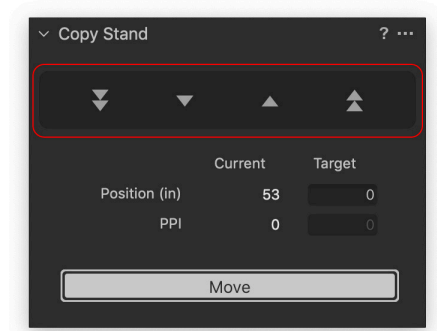 Copy Stand ? ...
Current Target
Position (in) 53 0
PPI 0 0
Move